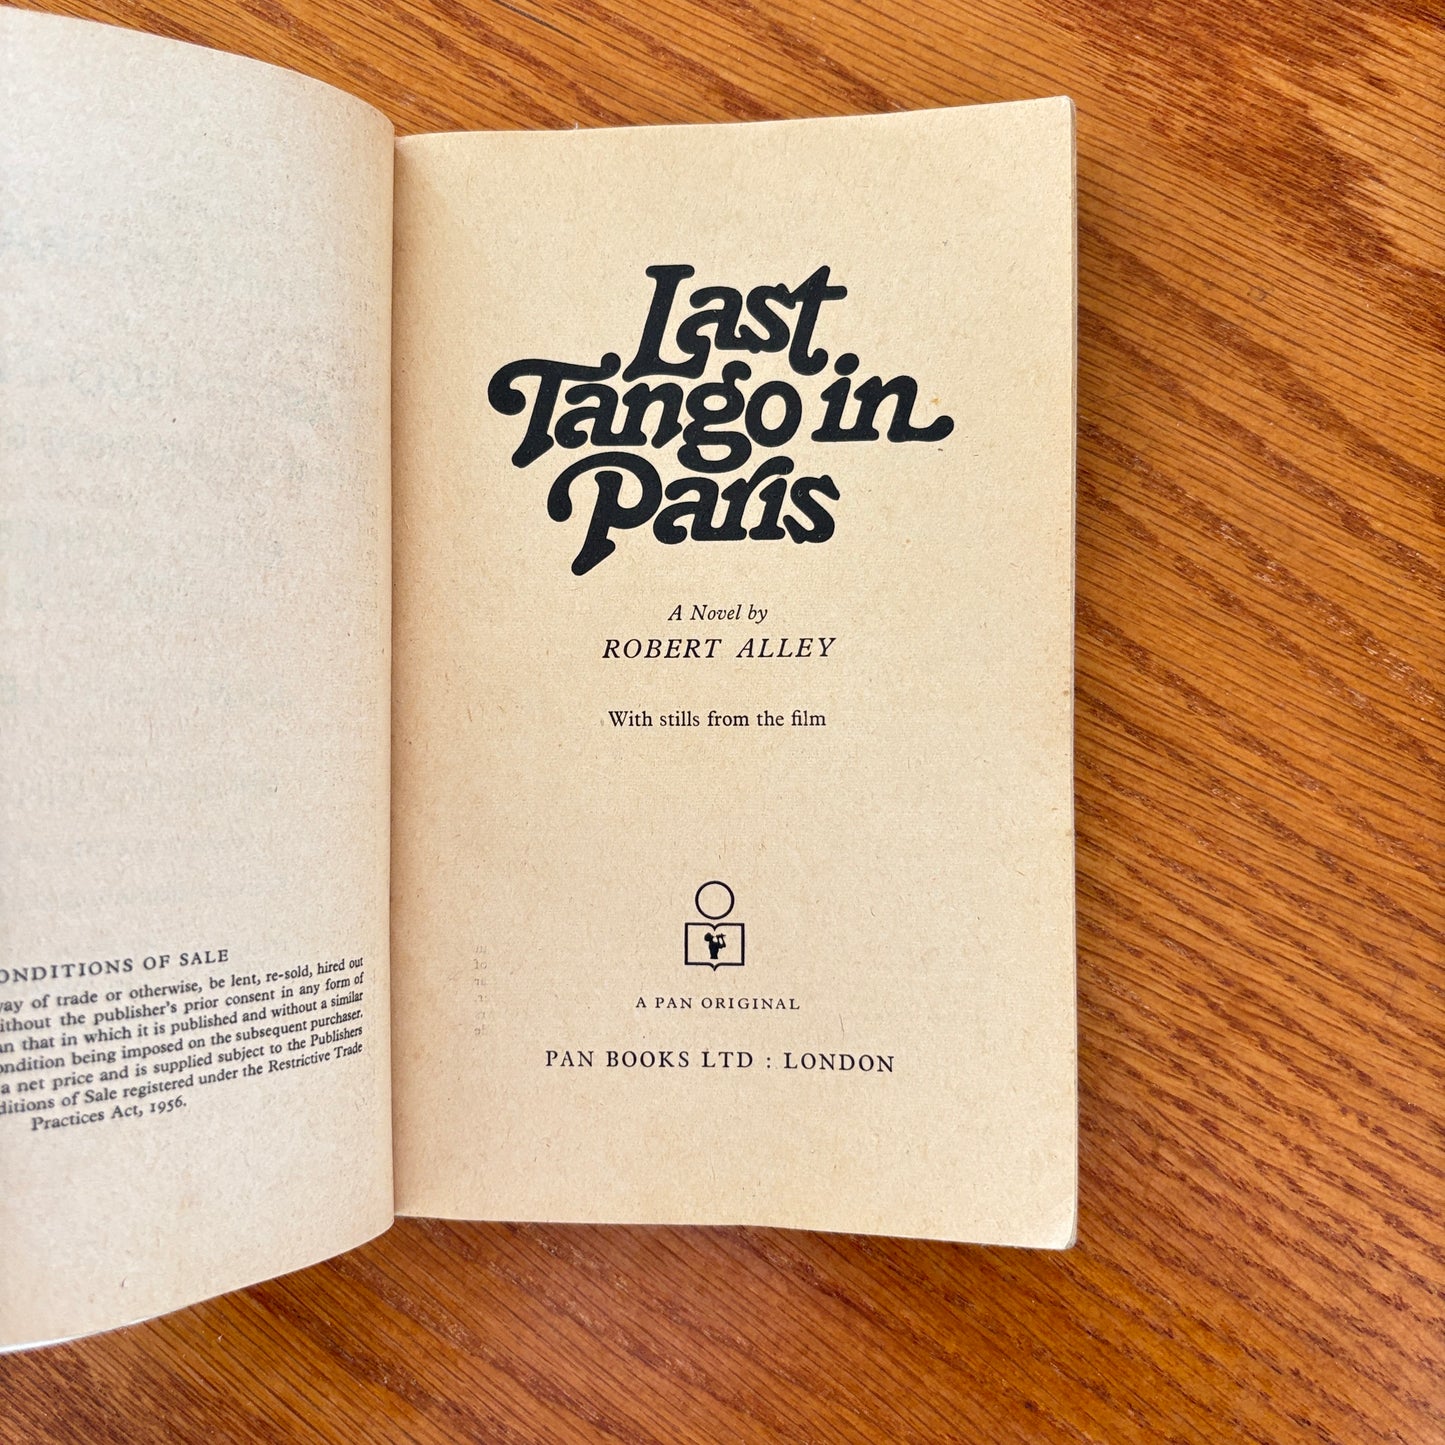 ONDITIONS OF SALE
way of trade or otherwise, be lent, re-sold, hired out
without the publisher's prior consent in any form of
an that in which it is published and without a similar
ondition being imposed on the subsequent purchaser.
a net price and is supplied subject to the Publishers
ditions of Sale registered under the Restrictive Trade
Practices Act, 1956.
Last
Tango in
Paris
A Novel by
ROBERT ALLEY
With stills from the film
A PAN ORIGINAL
PAN BOOKS LTD : LONDON